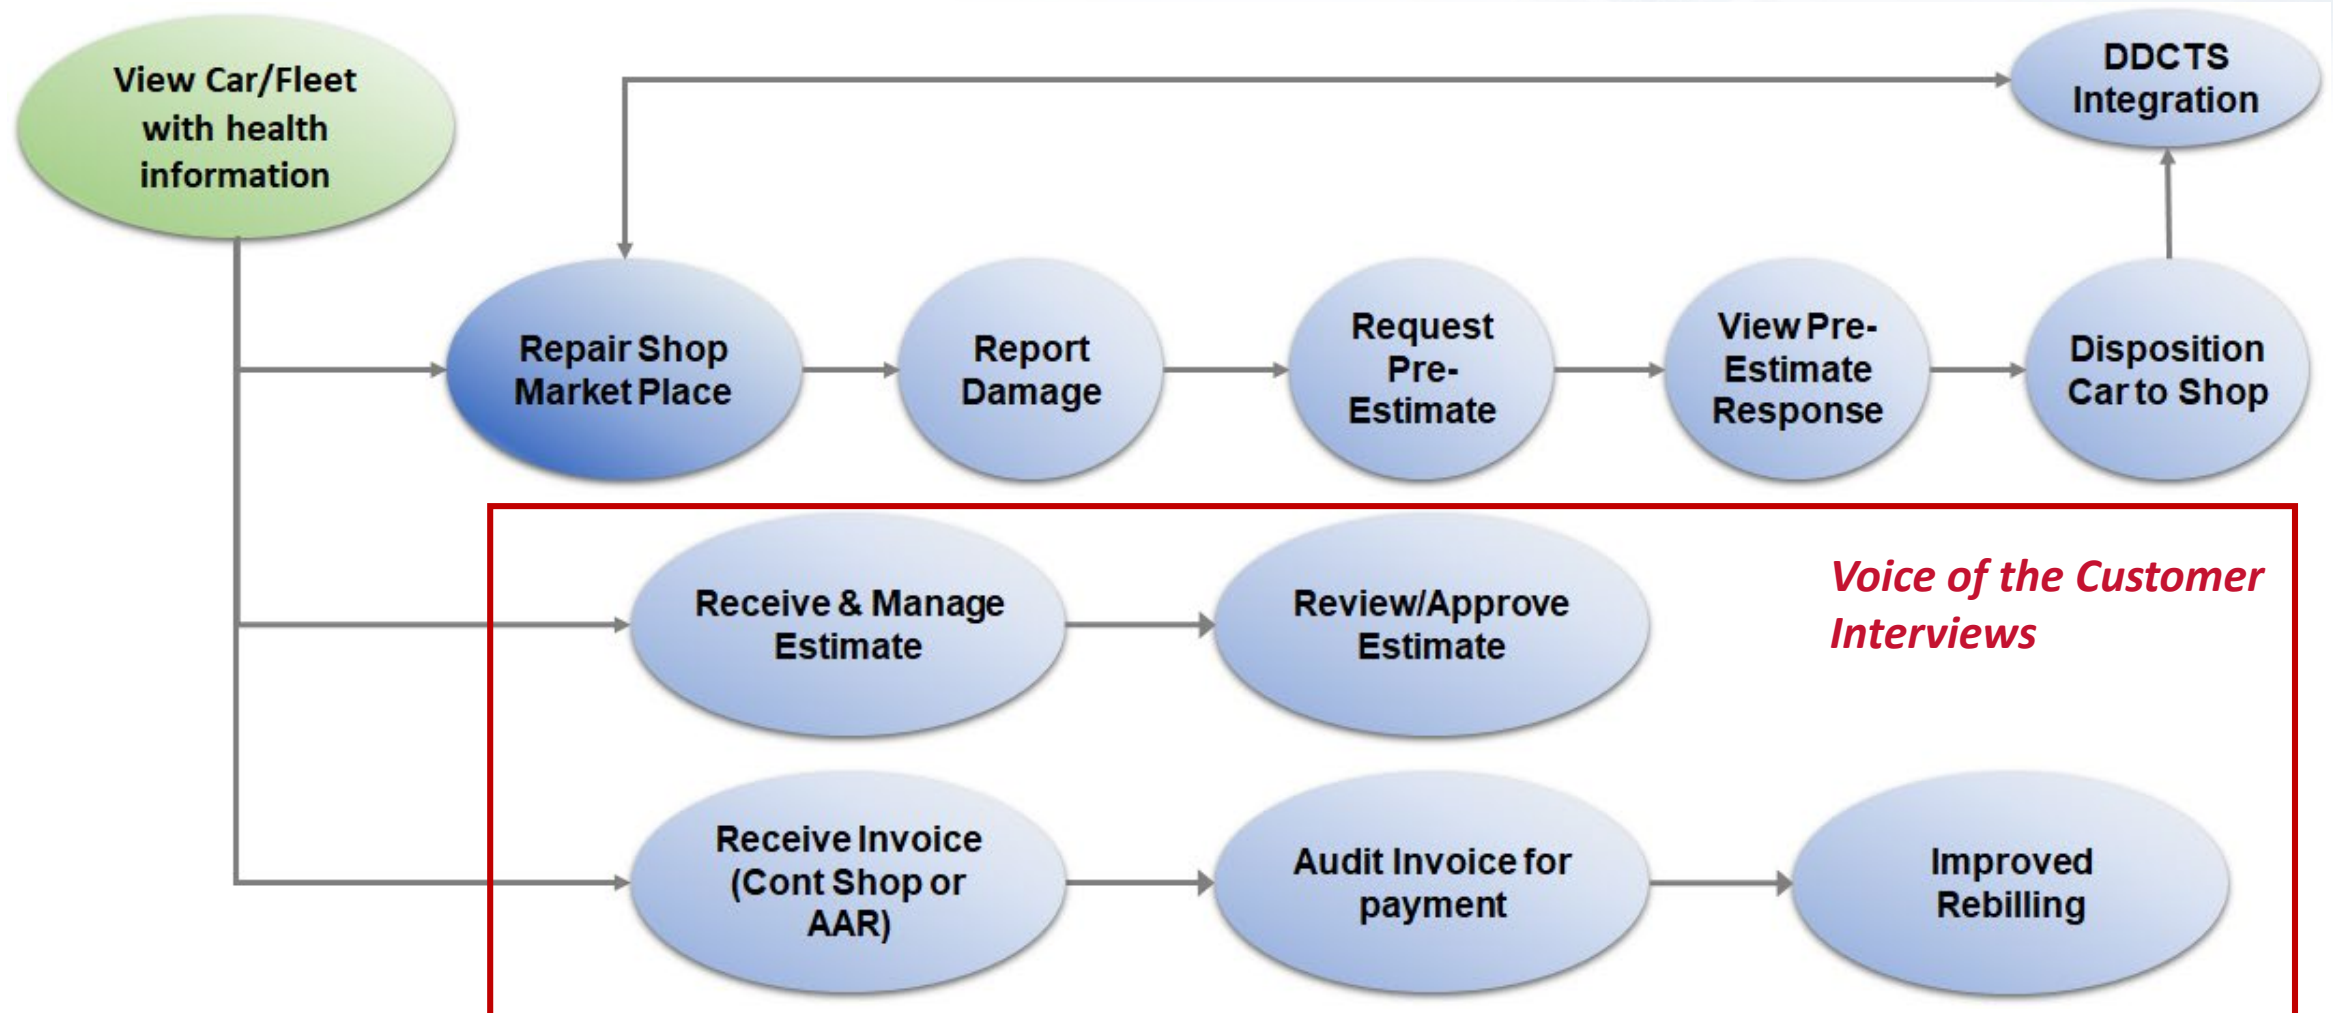 View Car/Fleet
with health
information
DDCTS
Integration
Repair Shop
Market Place
Report
Damage
Request
Pre-
Estimate
View Pre-
Estimate
Response
Disposition
Car to Shop
Voice of the Customer
Interviews
Receive & Manage
Estimate
Review/Approve
Estimate
Receive Invoice
(Cont Shop or
AAR)
Audit Invoice for
payment
Improved
Rebilling